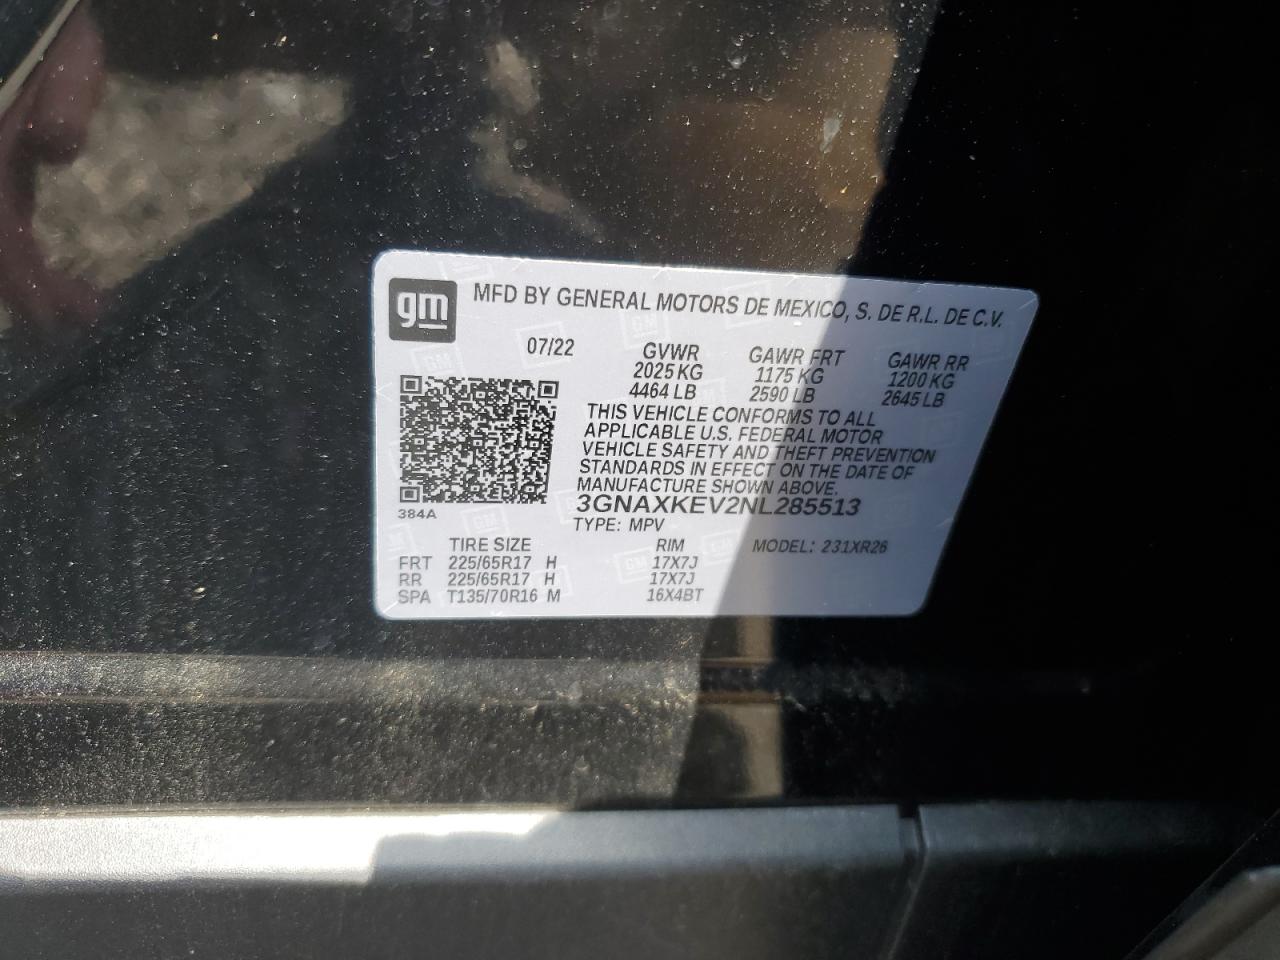 gm
MFD BY GENERAL MOTORS DE MEXICO, S. DE R.L. DE C.V.
07/22 GVWR GAWR FRT GAWR RR
2025 KG 1175 KG 1200 KG
4464 LB 2590 LB 2645 LB
THIS VEHICLE CONFORMS TO ALL
APPLICABLE U.S. FEDERAL MOTOR
VEHICLE SAFETY AND THEFT PREVENTION
STANDARDS IN EFFECT ON THE DATE OF
MANUFACTURE SHOWN ABOVE.
3GNAXKEV2NL285513
384A
TYPE: MPV
TIRE SIZE RIM MODEL: 231XR26
FRT 225/65R17 H 17X7J
RR 225/65R17 H 17X7J
SPA T135/70R16 M 16X4BT